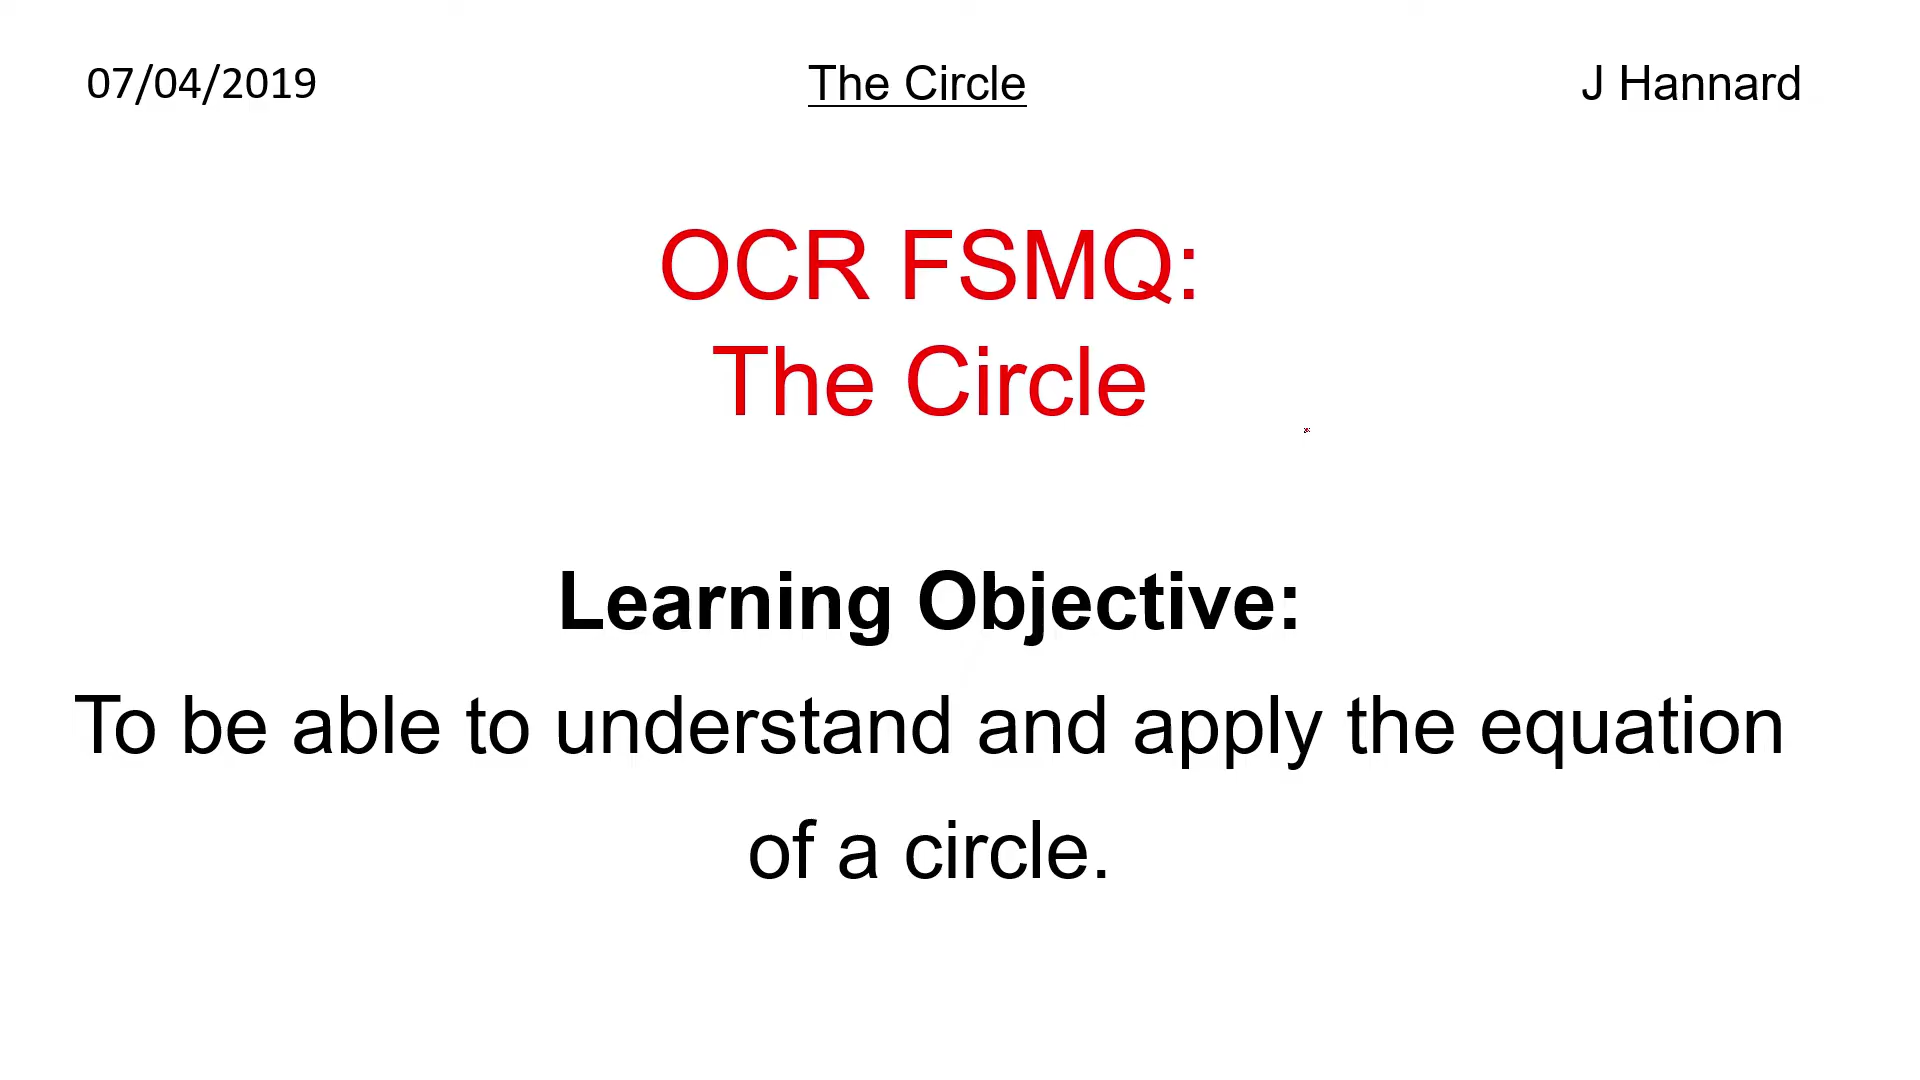 07/04/2019 The Circle J Hannard
OCR FSMQ:
The Circle
Learning Objective:
To be able to understand and apply the equation
of a circle.